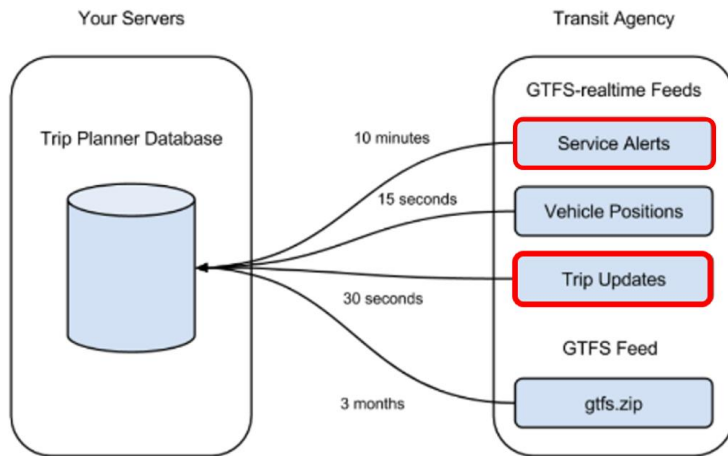 Your Servers
Transit Agency
Trip Planner Database
GTFS-realtime Feeds
10 minutes
Service Alerts
15 seconds
Vehicle Positions
30 seconds
Trip Updates
GTFS Feed
3 months
gtfs.zip